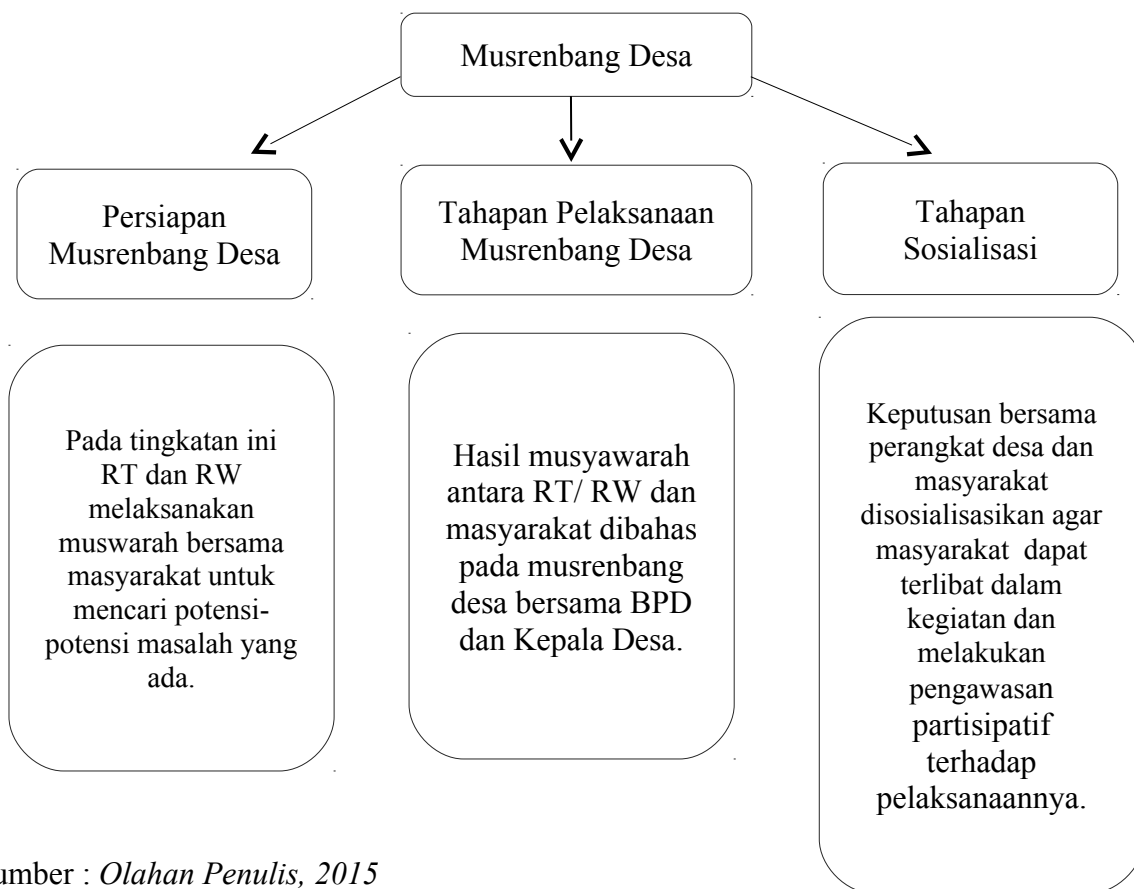 Musrenbang Desa
Persiapan
Musrenbang Desa
Tahapan Pelaksanaan
Musrenbang Desa
Tahapan
Sosialisasi
Pada tingkatan ini
RT dan RW
melaksanakan
muswarah bersama
masyarakat untuk
mencari potensi-
potensi masalah yang
ada.
Hasil musyawarah
antara RT/ RW dan
masyarakat dibahas
pada musrenbang
desa bersama BPD
dan Kepala Desa.
Keputusan bersama
perangkat desa dan
masyarakat
disosialisasikan agar
masyarakat dapat
terlibat dalam
kegiatan dan
melakukan
pengawasan
partisipatif
terhadap
pelaksanaannya.
umber : Olahan Penulis, 2015